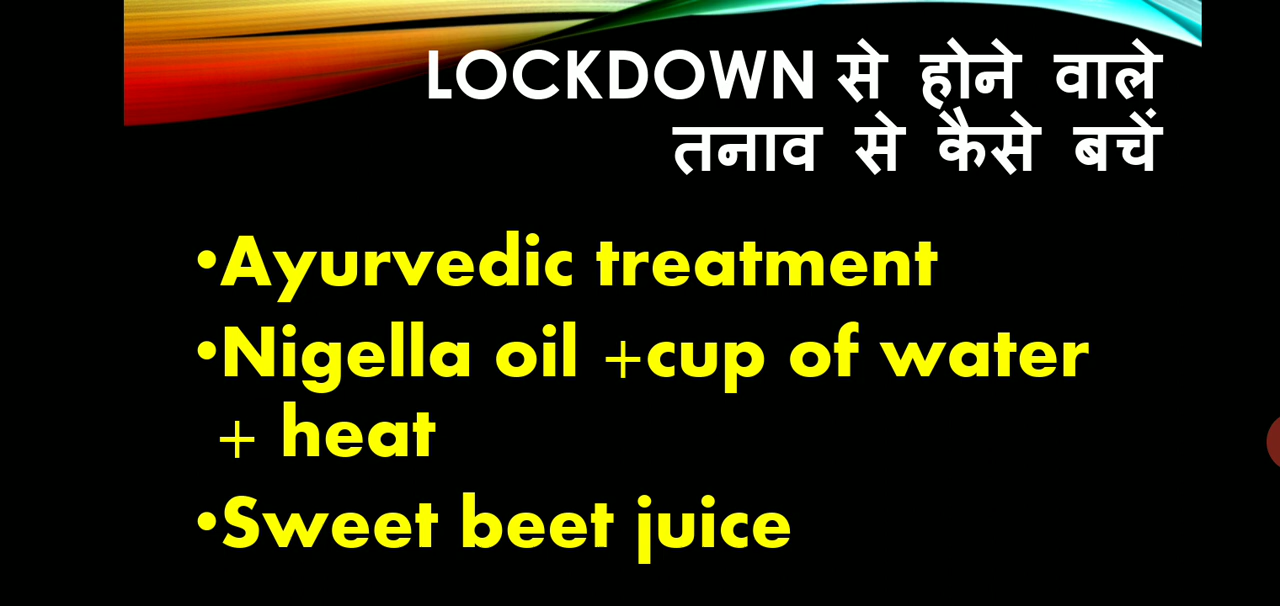 LOCKDOWN से होने वाले
तनाव से कैसे बचें
•Ayurvedic treatment
•Nigella oil +cup of water
+ heat
•Sweet beet juice